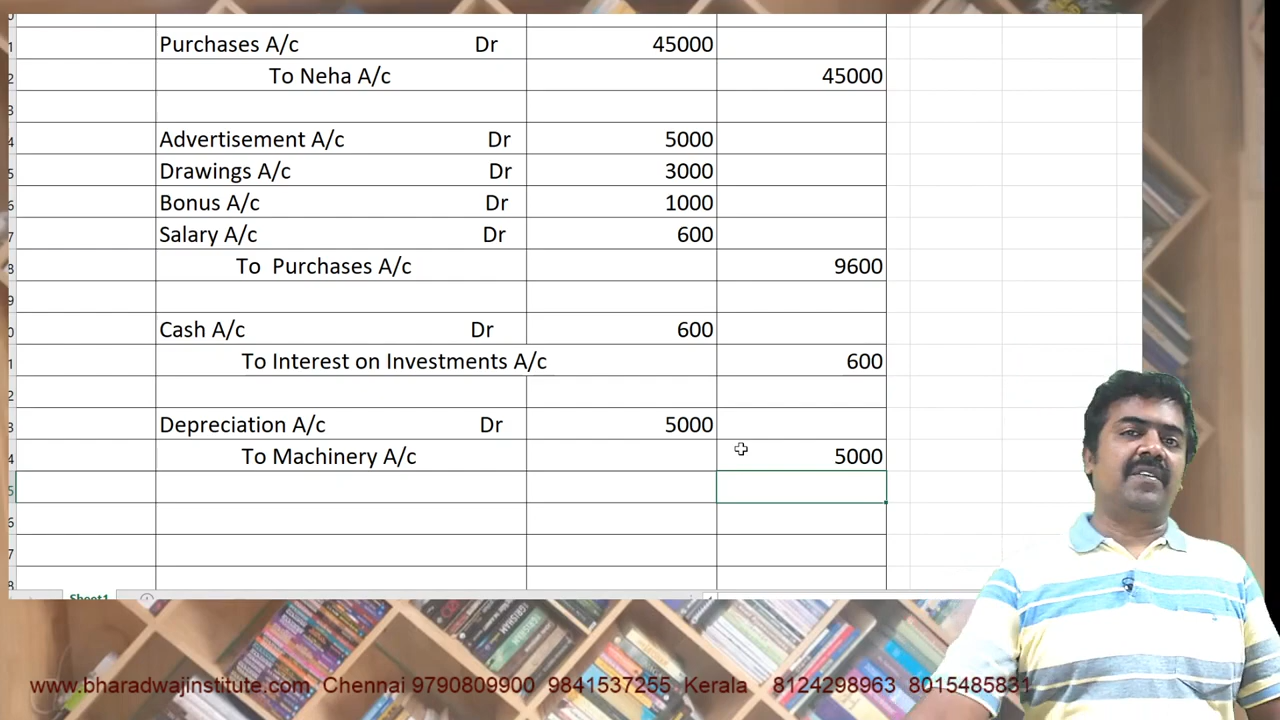 Purchases A/c Dr 45000
To Neha A/c 45000
Advertisement A/c Dr 5000
Drawings A/c Dr 3000
Bonus A/c Dr 1000
Salary A/c Dr 600
To Purchases A/c 9600
Cash A/c Dr 600
To Interest on Investments A/c 600
Depreciation A/c Dr 5000
To Machinery A/c 5000
Sheet1
GRISHAM
www.bharadwajinstitute.com Chennai 9790809900 9841537255 Kerala 8124298963 8015485831